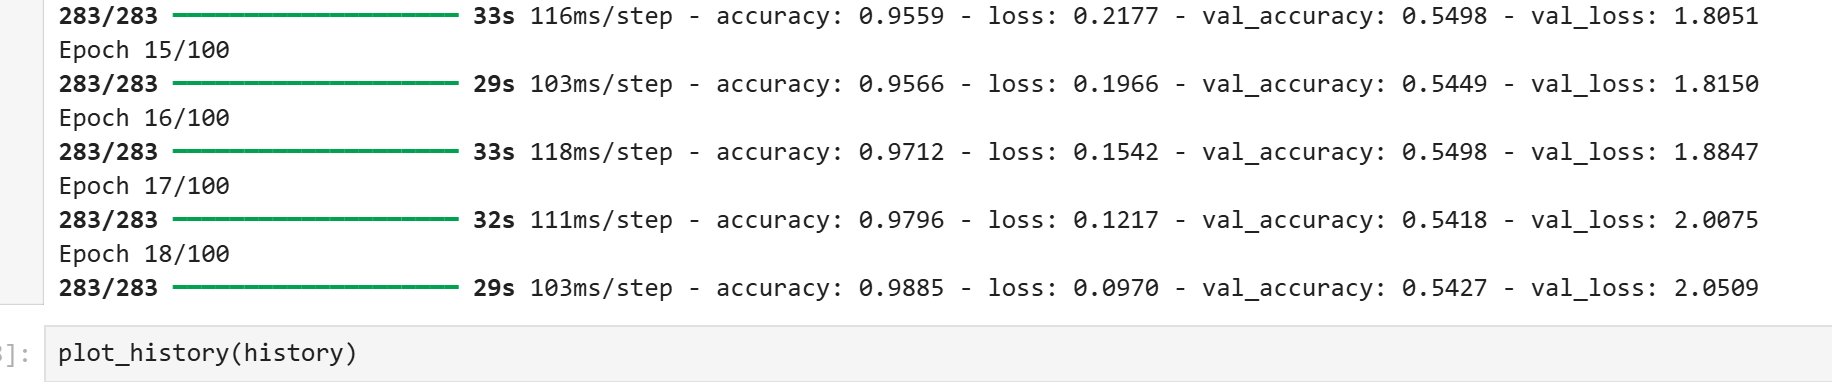 283/283 ━━━━━━━━━━━━━━━━━━━━ 33s 116ms/step - accuracy: 0.9559 - loss: 0.2177 - val_accuracy: 0.5498 - val_loss: 1.8051
Epoch 15/100
283/283 ━━━━━━━━━━━━━━━━━━━━ 29s 103ms/step - accuracy: 0.9566 - loss: 0.1966 - val_accuracy: 0.5449 - val_loss: 1.8150
Epoch 16/100
283/283 ━━━━━━━━━━━━━━━━━━━━ 33s 118ms/step - accuracy: 0.9712 - loss: 0.1542 - val_accuracy: 0.5498 - val_loss: 1.8847
Epoch 17/100
283/283 ━━━━━━━━━━━━━━━━━━━━ 32s 111ms/step - accuracy: 0.9796 - loss: 0.1217 - val_accuracy: 0.5418 - val_loss: 2.0075
Epoch 18/100
283/283 ━━━━━━━━━━━━━━━━━━━━ 29s 103ms/step - accuracy: 0.9885 - loss: 0.0970 - val_accuracy: 0.5427 - val_loss: 2.0509
]: plot_history(history)